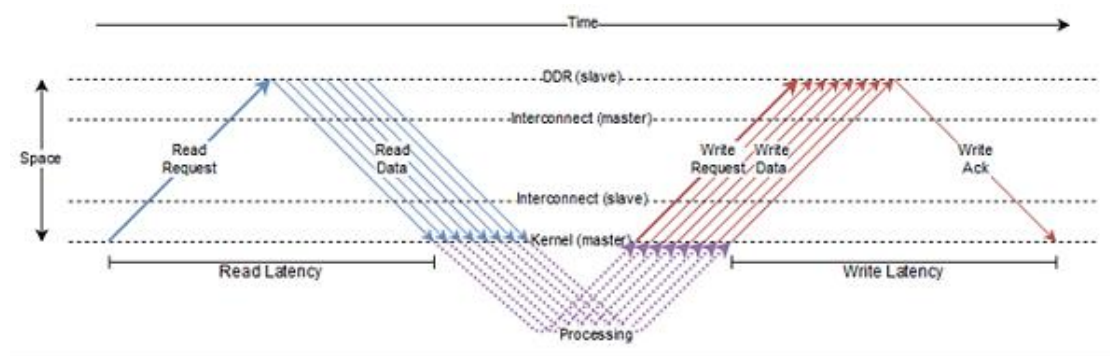 Time
DDR (slave)
Interconnect (master)
Space
Read
Request
Read
Data
Write
Request
Write
Data
Write
Ack
Interconnect (slave)
Kernel (master)
Read Latency
Write Latency
Processing